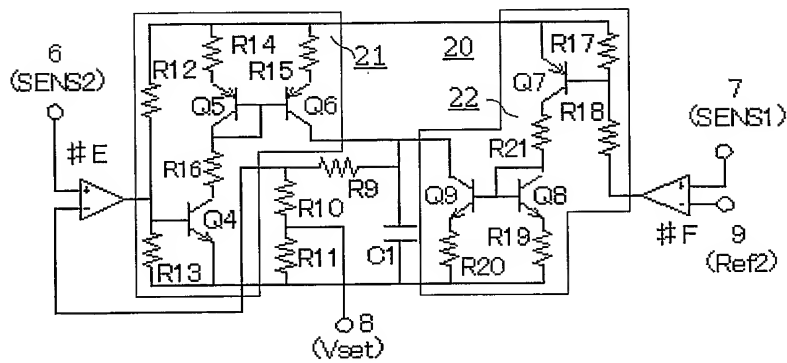 6
(SENS2)
#E
R12
R14
R15
21
20
R17
Q5
Q6
Q7
22
R18
7
(SENS1)
R16
R9
R21
Q4
R10
Q9
Q8
R13
R11
C1
R20
R19
#F
9
(Ref2)
8
(Vset)
+
-
+
-